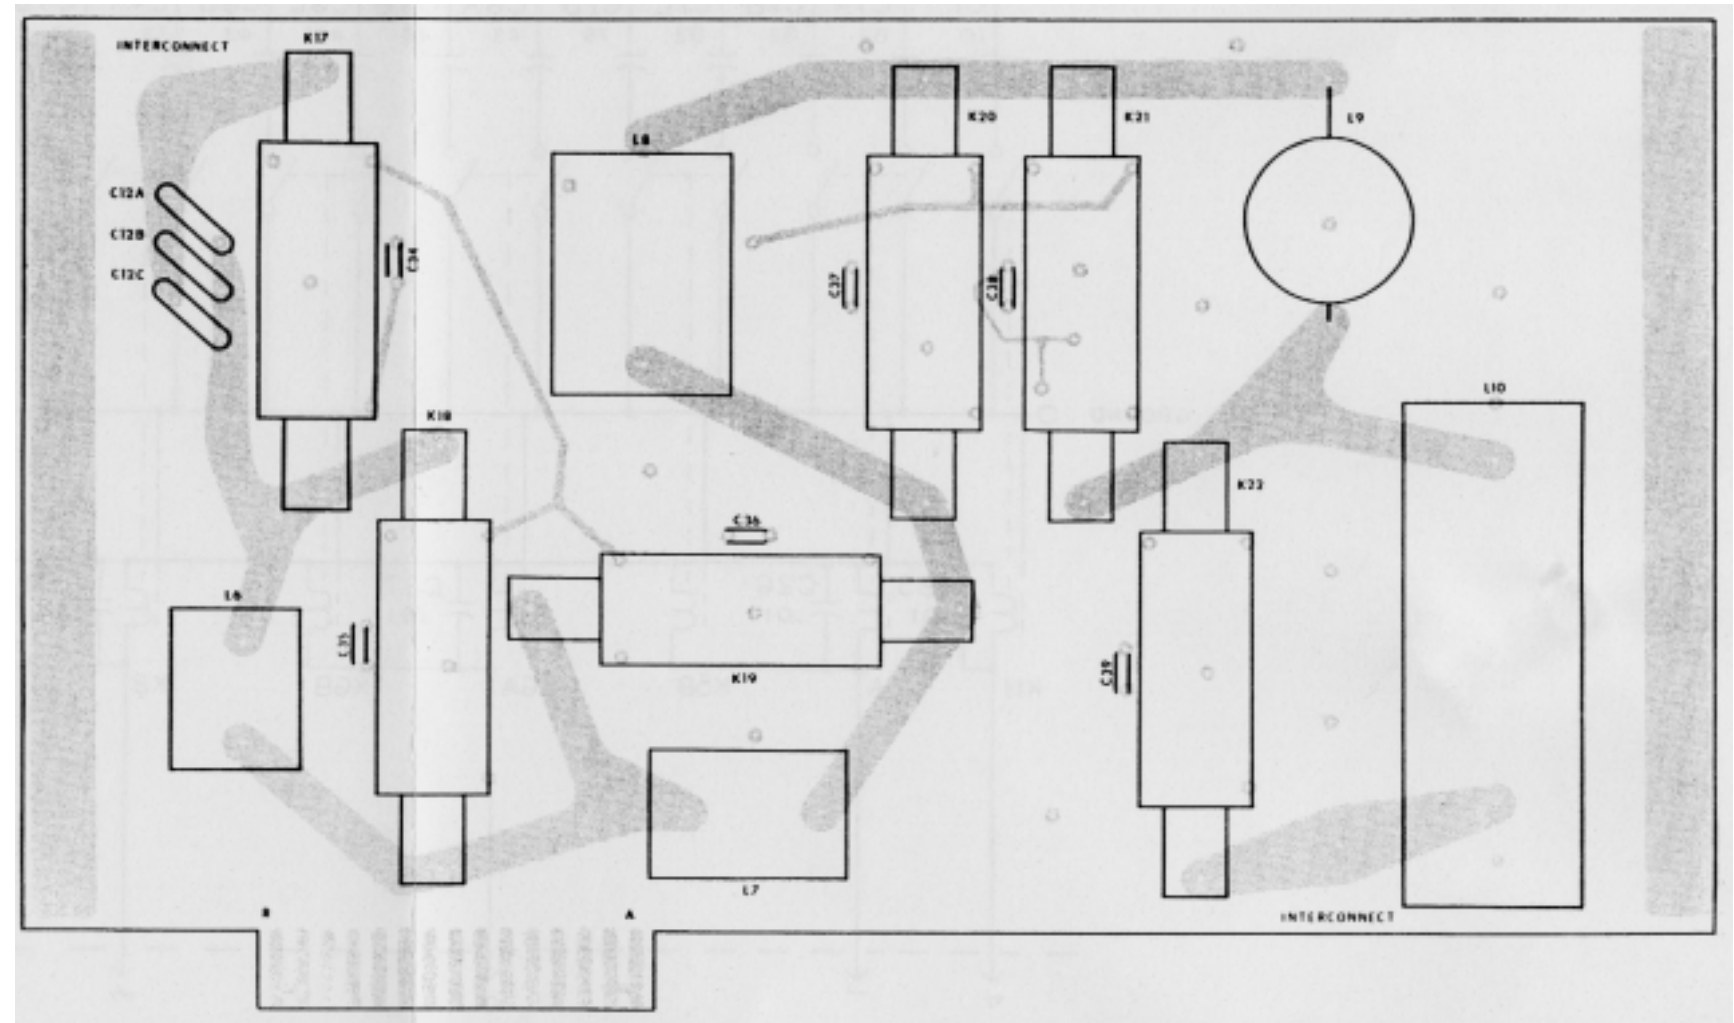 INTERCONNECT
K17
K20
K21
L9
L8
C12A
C12B
C12C
C34
C37
C38
L10
K18
K22
C36
L6
C35
K19
C39
L7
B
A
INTERCONNECT